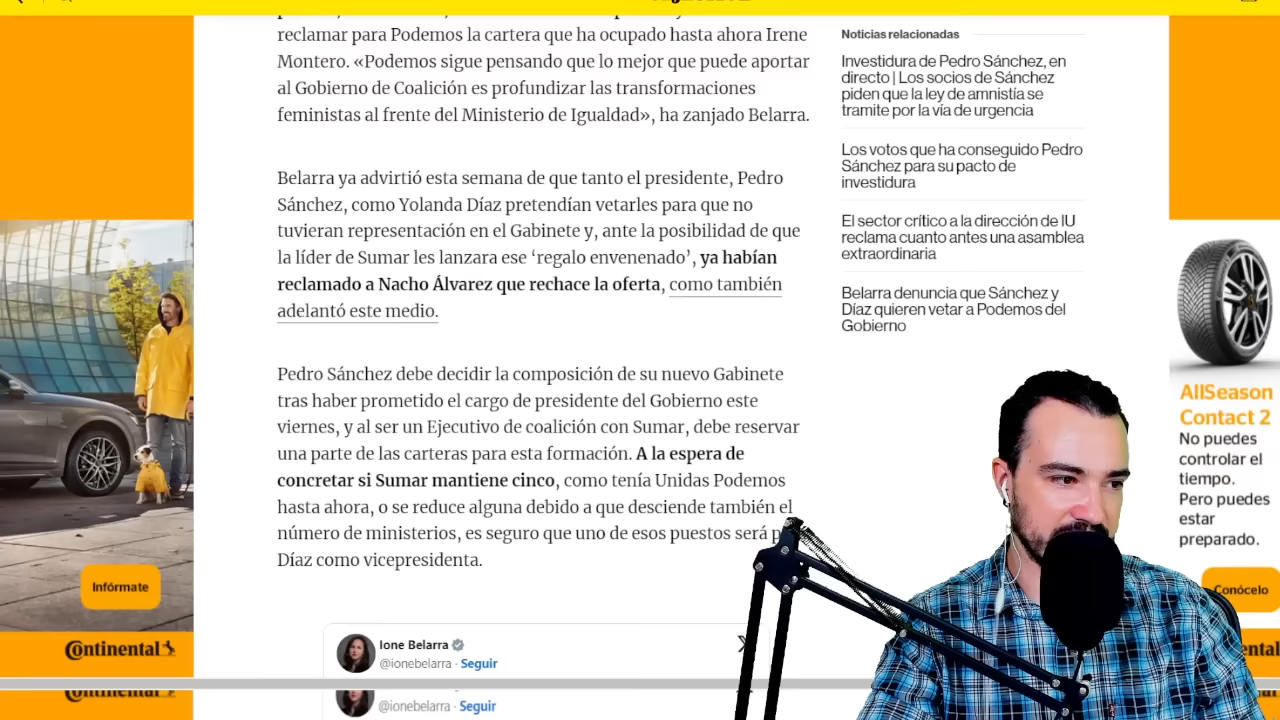 reclamar para Podemos la cartera que ha ocupado hasta ahora Irene
Montero. «Podemos sigue pensando que lo mejor que puede aportar
al Gobierno de Coalición es profundizar las transformaciones
feministas al frente del Ministerio de Igualdad», ha zanjado Belarra.
Belarra ya advirtió esta semana de que tanto el presidente, Pedro
Sánchez, como Yolanda Díaz pretendían vetarles para que no
tuvieran representación en el Gabinete y, ante la posibilidad de que
la líder de Sumar les lanzara ese ‘regalo envenenado’, ya habían
reclamado a Nacho Álvarez que rechace la oferta, como también
adelantó este medio.
Pedro Sánchez debe decidir la composición de su nuevo Gabinete
tras haber prometido el cargo de presidente del Gobierno este
viernes, y al ser un Ejecutivo de coalición con Sumar, debe reservar
una parte de las carteras para esta formación. A la espera de
concretar si Sumar mantiene cinco, como tenía Unidas Podemos
hasta ahora, o se reduce alguna debido a que desciende también el
número de ministerios, es seguro que uno de esos puestos será
Díaz como vicepresidenta.
Ione Belarra
@ionebelarra · Seguir
@ionebelarra · Seguir
Noticias relacionadas
Investidura de Pedro Sánchez, en
directo | Los socios de Sánchez
piden que la ley de amnistía se
tramite por la vía de urgencia
Los votos que ha conseguido Pedro
Sánchez para su pacto de
investidura
El sector crítico a la dirección de IU
reclama cuanto antes una asamblea
extraordinaria
Belarra denuncia que Sánchez y
Díaz quieren vetar a Podemos del
Gobierno
Infórmate
Continental
Continental
AllSeason
Contact 2
No puedes
controlar el
tiempo.
Pero puedes
estar
preparado.
Conócelo
ental